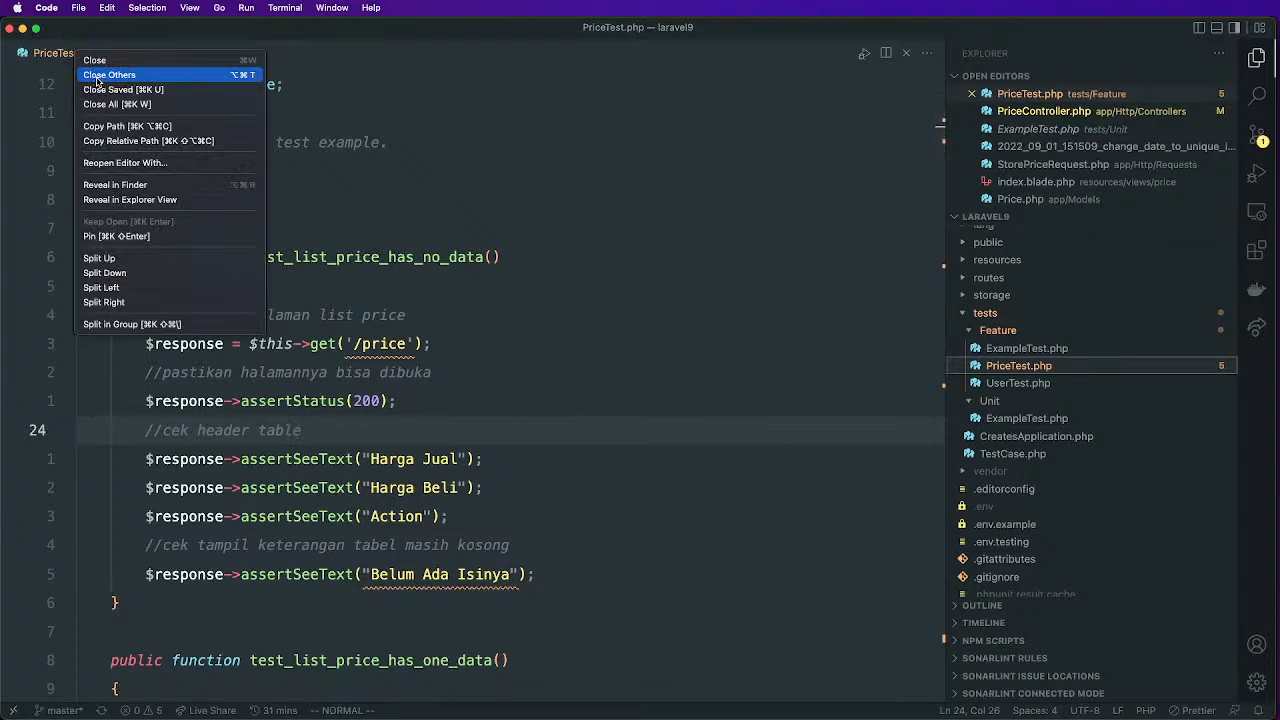 Code File Edit Selection View Go Run Terminal Window Help
PriceTest.php — laravel9
PriceTes
Close ⌘W
Close Others ⌥⌘T
Close Saved [⌘K U]
Close All [⌘K W]
Copy Path [⌘K ⌥⌘C]
Copy Relative Path [⌘K ⇧⌥⌘C]
Reopen Editor With...
Reveal in Finder ⌥⌘R
Reveal in Explorer View
Keep Open [⌘K Enter]
Pin [⌘K ⇧Enter]
Split Up
Split Down
Split Left
Split Right
Split in Group [⌘K ⇧⌘\]
12 e;
11
10 test example.
9
8
7
6 st_list_price_has_no_data()
5
4 laman list price
3 $response = $this->get('/price');
2 //pastikan halamannya bisa dibuka
1 $response->assertStatus(200);
24 //cek header table
1 $response->assertSeeText("Harga Jual");
2 $response->assertSeeText("Harga Beli");
3 $response->assertSeeText("Action");
4 //cek tampil keterangan tabel masih kosong
5 $response->assertSeeText("Belum Ada Isinya");
6 }
7
8 public function test_list_price_has_one_data()
9 {
EXPLORER
OPEN EDITORS
PriceTest.php tests/Feature 5
PriceController.php app/Http/Controllers M
ExampleTest.php tests/Unit
2022_09_01_151509_change_date_to_unique_i...
StorePriceRequest.php app/Http/Requests
index.blade.php resources/views/price
Price.php app/Models
LARAVEL9
lang
public
resources
routes
storage
tests
Feature
ExampleTest.php
PriceTest.php 5
UserTest.php
Unit
ExampleTest.php
CreatesApplication.php
TestCase.php
vendor
.editorconfig
.env
.env.example
.env.testing
.gitattributes
.gitignore
.phpunit.result.cache
OUTLINE
TIMELINE
NPM SCRIPTS
SONARLINT RULES
SONARLINT ISSUE LOCATIONS
SONARLINT CONNECTED MODE
1
master* 0 5 Live Share 31 mins -- NORMAL -- Ln 24, Col 26 Spaces: 4 UTF-8 LF PHP Prettier